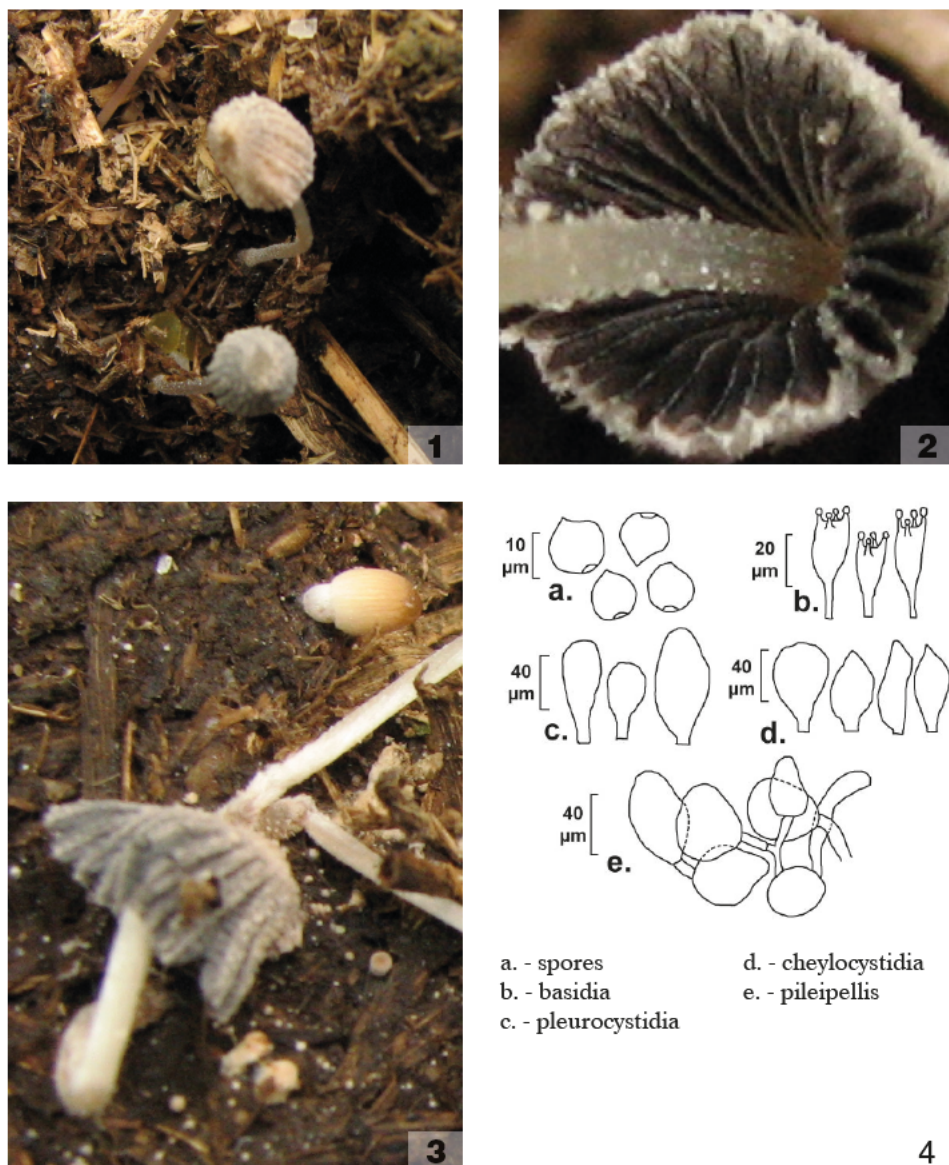 1
2
3
10
µm
a.
20
µm
b.
40
µm
c.
40
µm
d.
40
µm
e.
a. - spores
b. - basidia
c. - pleurocystidia
d. - cheylocystidia
e. - pileipellis
4